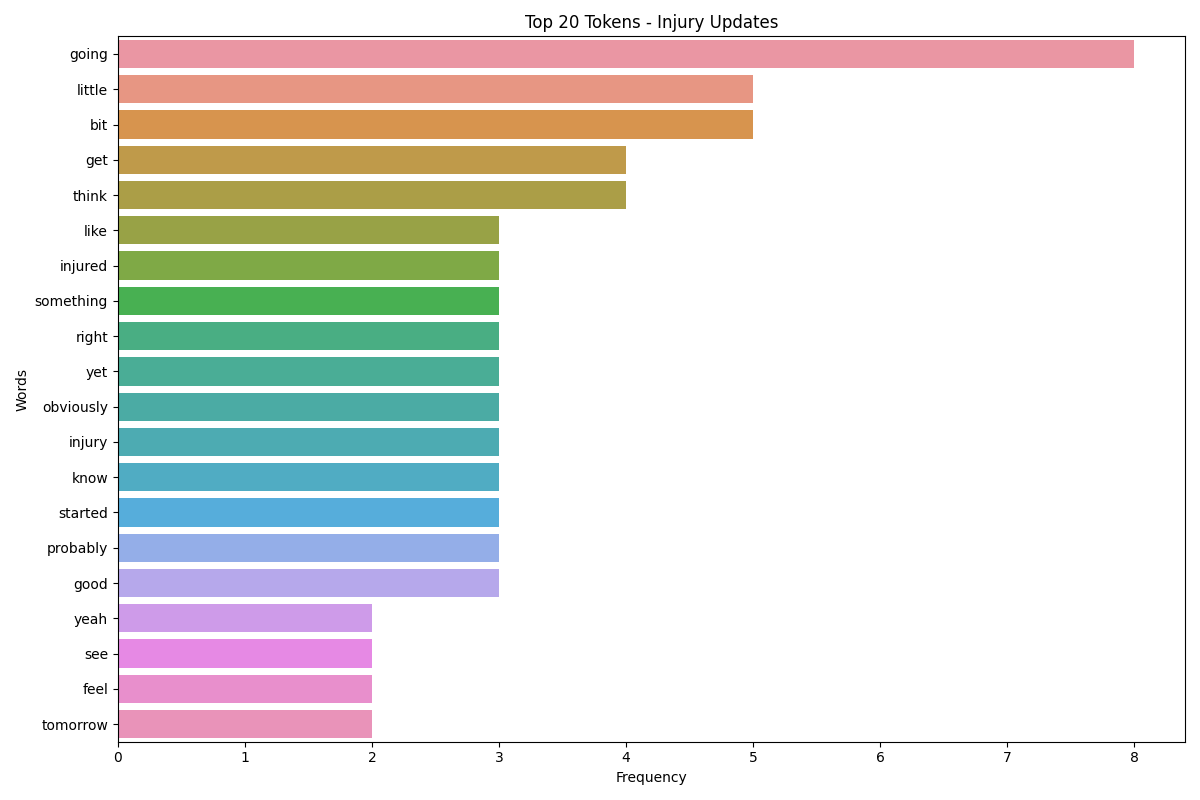 Top 20 Tokens - Injury Updates
going
little
bit
get
think
like
injured
something
right
yet
obviously
injury
know
started
probably
good
yeah
see
feel
tomorrow
Words
0 1 2 3 4 5 6 7 8
Frequency